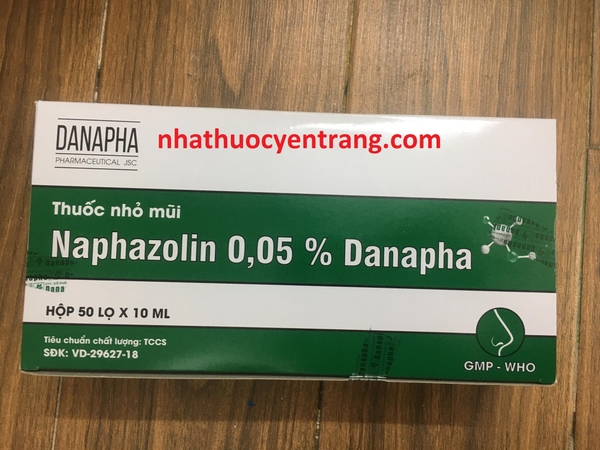 DANAPHA
PHARMACEUTICAL JSC
nhathuocyentrang.com
Thuốc nhỏ mũi
Naphazolin 0,05 % Danapha
HỘP 50 LỌ X 10 ML
Tiêu chuẩn chất lượng: TCCS
SĐK: VD-29627-18
GMP - WHO